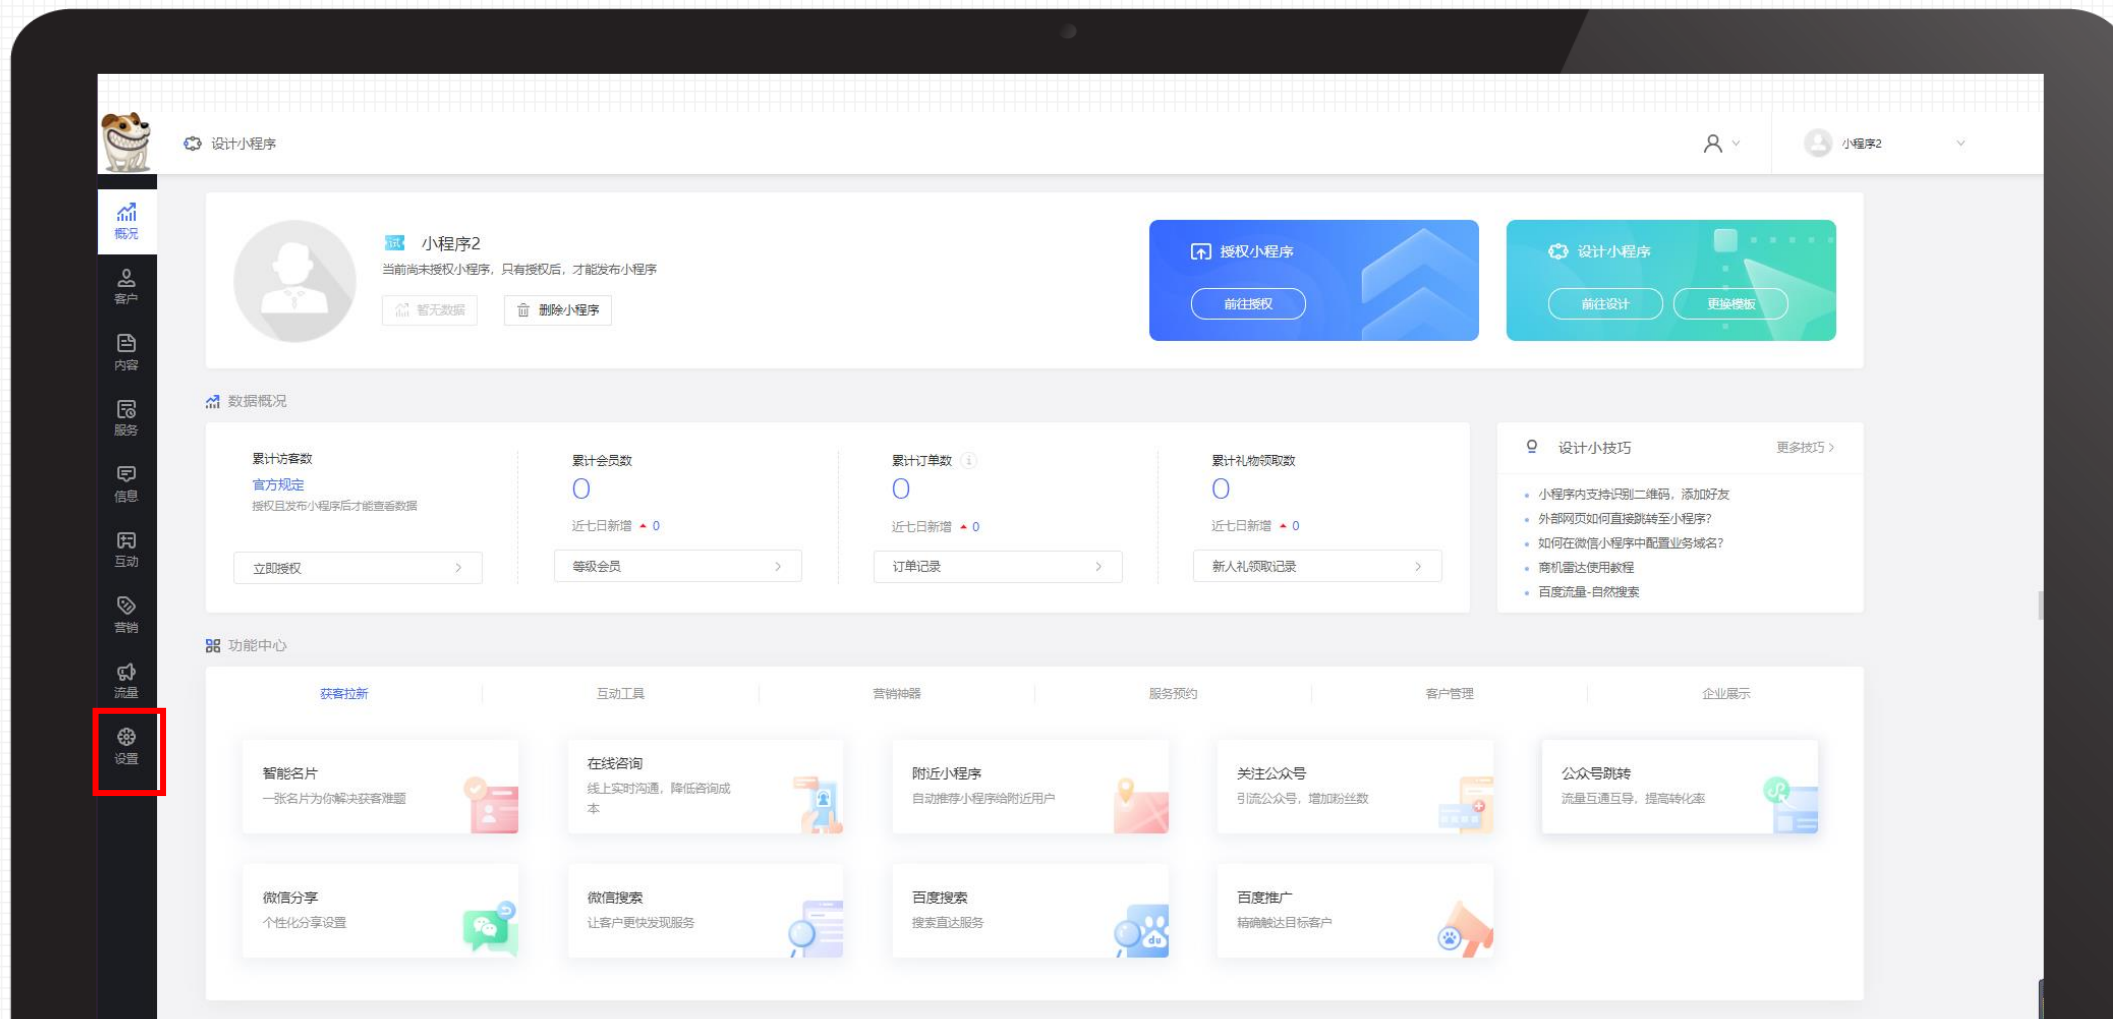 设计小程序
小程序2
概况
客户
内容
服务
信息
互动
营销
流量
设置
小程序2
当前尚未授权小程序，只有授权后，才能发布小程序
暂无数据
删除小程序
授权小程序
前往授权
设计小程序
前往设计
更换模板
数据概况
累计访客数
官方规定
授权且发布小程序后才能查看数据
立即授权
累计会员数
0
近七日新增 0
等级会员
累计订单数
0
近七日新增 0
订单记录
累计礼物领取数
0
近七日新增 0
新人礼领取记录
设计小技巧
更多技巧
小程序内支持识别二维码，添加好友
外部网页如何直接跳转至小程序?
如何在微信小程序中配置业务域名?
商机雷达使用教程
百度流量-自然搜索
功能中心
获客拉新
互动工具
营销神器
服务预约
客户管理
企业展示
智能名片
一张名片为你解决获客难题
在线咨询
线上实时沟通，降低咨询成
本
附近小程序
自动推荐小程序给附近用户
关注公众号
引流公众号，增加粉丝数
公众号跳转
流量互通互导，提高转化率
微信分享
个性化分享设置
微信搜索
让客户更快发现服务
百度搜索
搜索直达服务
du
百度推广
精确触达目标客户